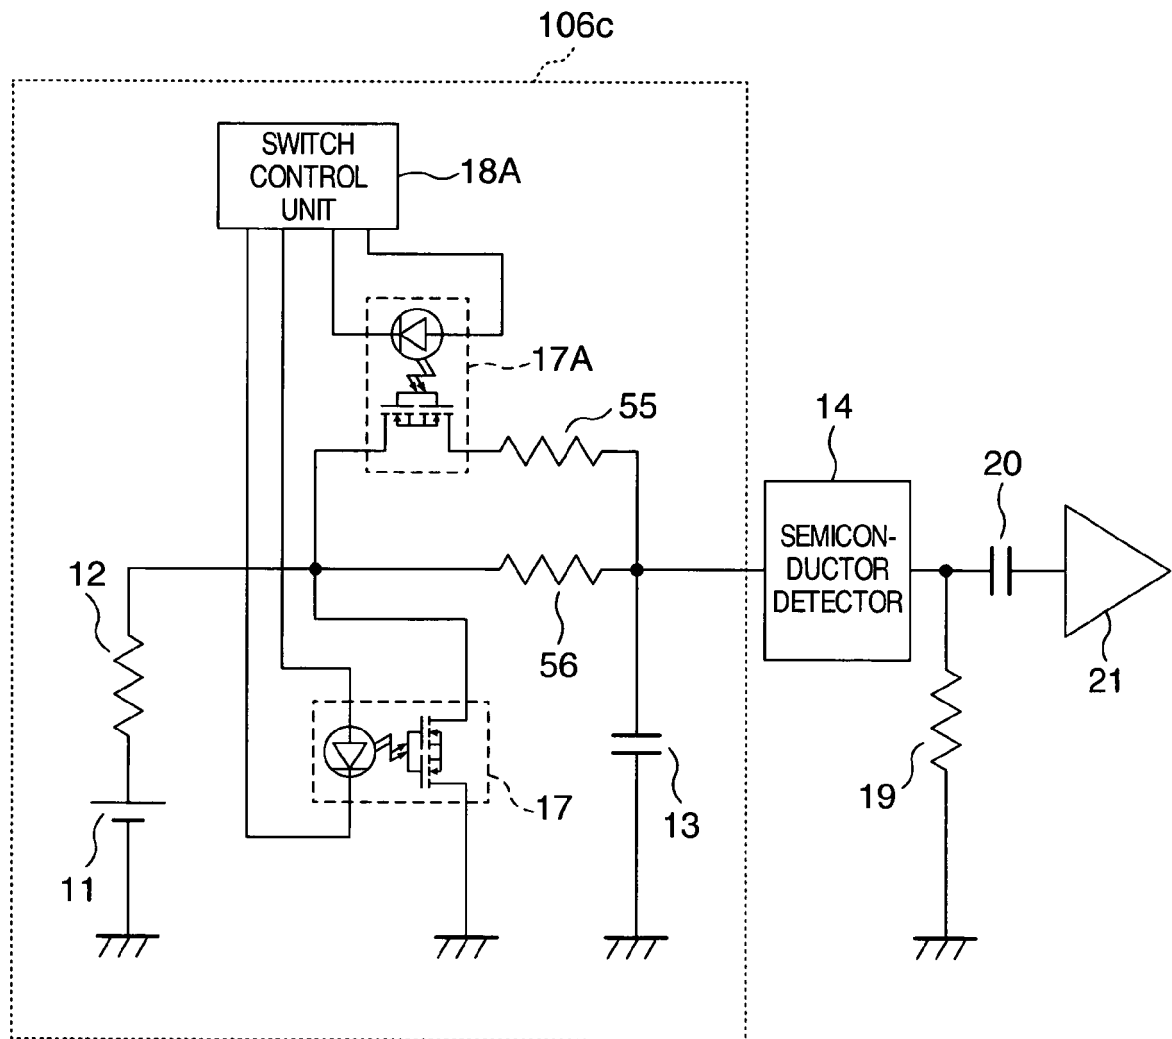 106c
SWITCH
CONTROL
UNIT
18A
17A
55
14
20
SEMICON-
DUCTOR
DETECTOR
12
56
21
17
13
19
11